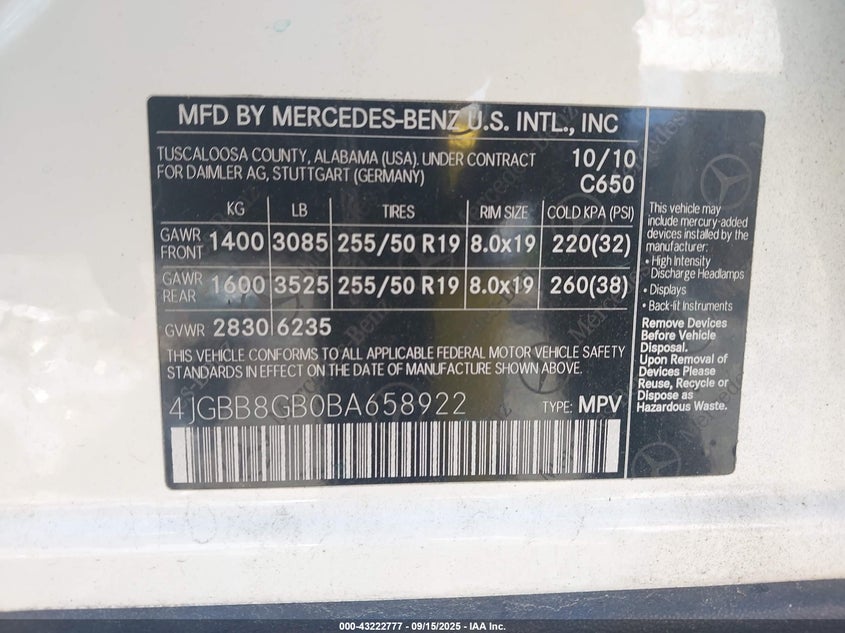 MFD BY MERCEDES-BENZ U.S. INTL., INC
TUSCALOOSA COUNTY, ALABAMA (USA). UNDER CONTRACT
FOR DAIMLER AG, STUTTGART (GERMANY)
10/10
C650
KG LB TIRES RIM SIZE COLD KPA (PSI)
GAWR FRONT 1400 3085 255/50 R19 8.0x19 220(32)
GAWR REAR 1600 3525 255/50 R19 8.0x19 260(38)
GVWR 2830 6235
THIS VEHICLE CONFORMS TO ALL APPLICABLE FEDERAL MOTOR VEHICLE SAFETY
STANDARDS IN EFFECT ON THE DATE OF MANUFACTURE SHOWN ABOVE.
4JGBB8GB0BA658922 TYPE: MPV
This vehicle may
include mercury-added
devices installed by the
manufacturer:
• High Intensity
Discharge Headlamps
• Displays
• Back-lit Instruments
Remove Devices
Before Vehicle
Disposal.
Upon Removal of
Devices Please
Reuse, Recycle or
Dispose as
Hazardous Waste.
000-43222777 - 09/15/2025 - IAA Inc.